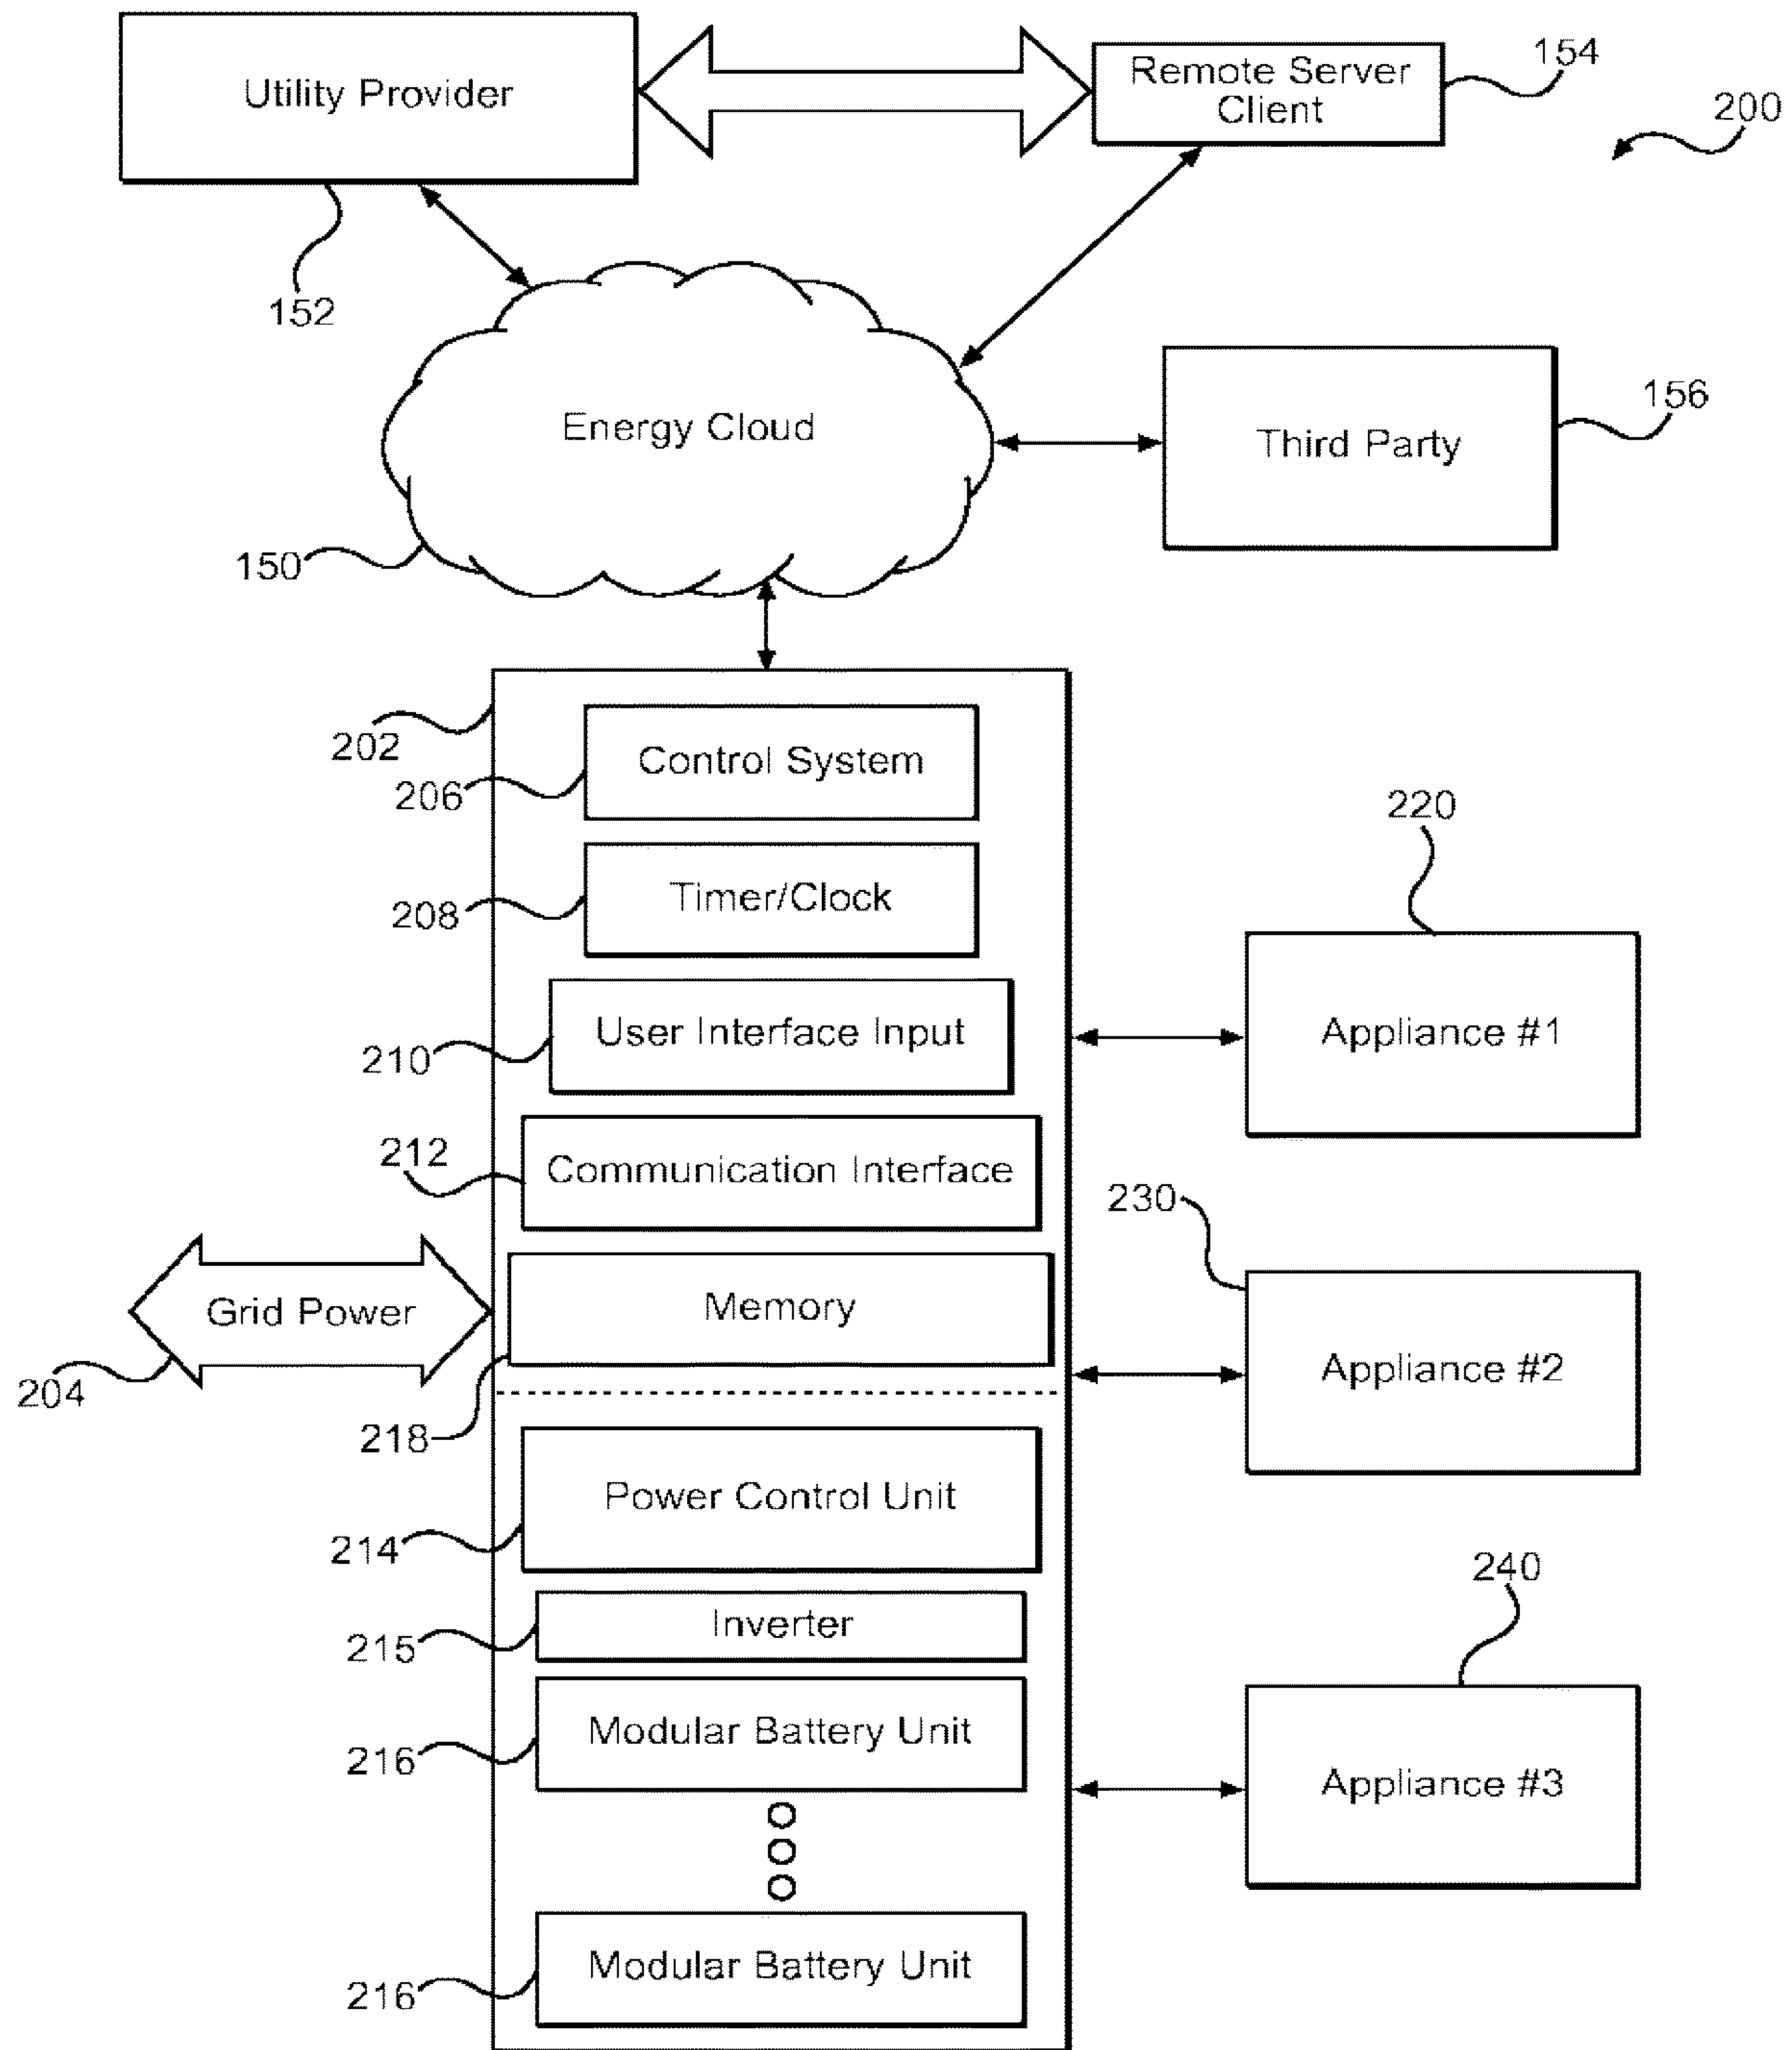 Utility Provider
Remote Server
Client
154
200
152
Energy Cloud
Third Party
156
150
202
Control System
206
Timer/Clock
208
220
User Interface Input
210
Appliance #1
212
Communication Interface
230
Grid Power
Memory
204
218
Appliance #2
Power Control Unit
214
240
Inverter
215
Modular Battery Unit
216
Appliance #3
Modular Battery Unit
216